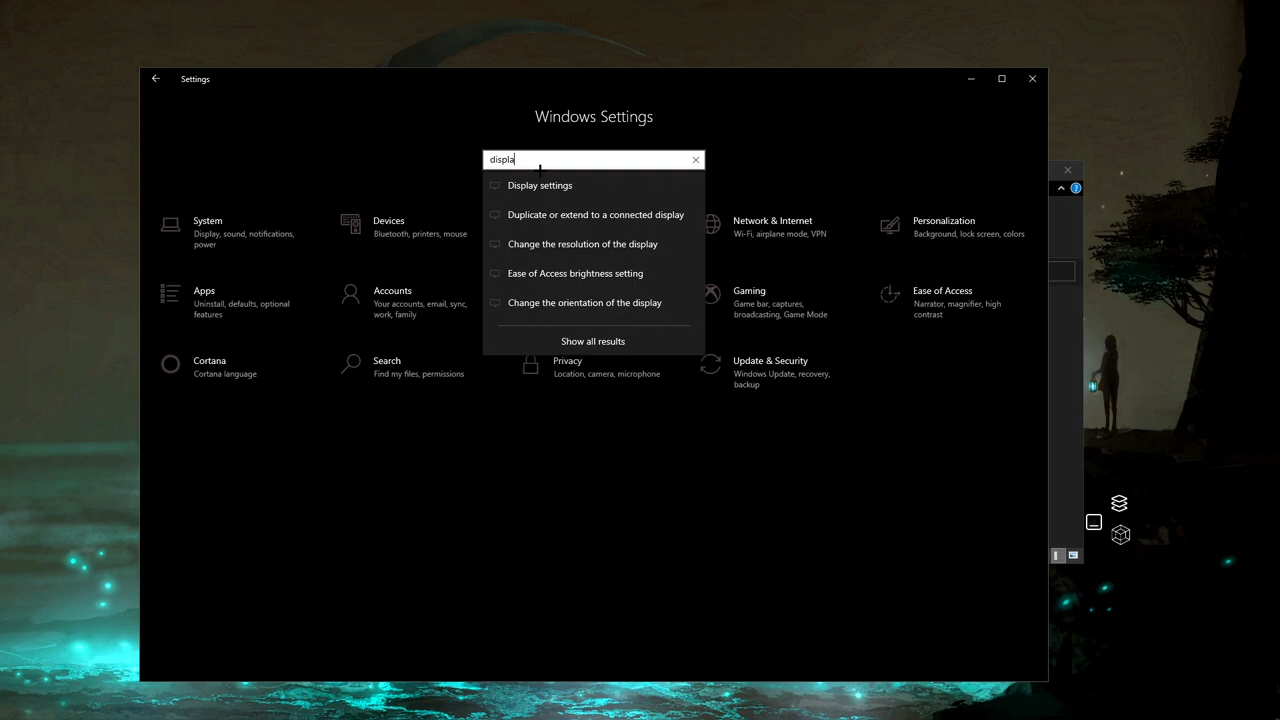 Settings
Windows Settings
displa
Display settings
Duplicate or extend to a connected display
Change the resolution of the display
Ease of Access brightness setting
Change the orientation of the display
Show all results
System
Display, sound, notifications,
power
Devices
Bluetooth, printers, mouse
Network & Internet
Wi-Fi, airplane mode, VPN
Personalization
Background, lock screen, colors
Apps
Uninstall, defaults, optional
features
Accounts
Your accounts, email, sync,
work, family
Gaming
Game bar, captures,
broadcasting, Game Mode
Ease of Access
Narrator, magnifier, high
contrast
Cortana
Cortana language
Search
Find my files, permissions
Privacy
Location, camera, microphone
Update & Security
Windows Update, recovery,
backup